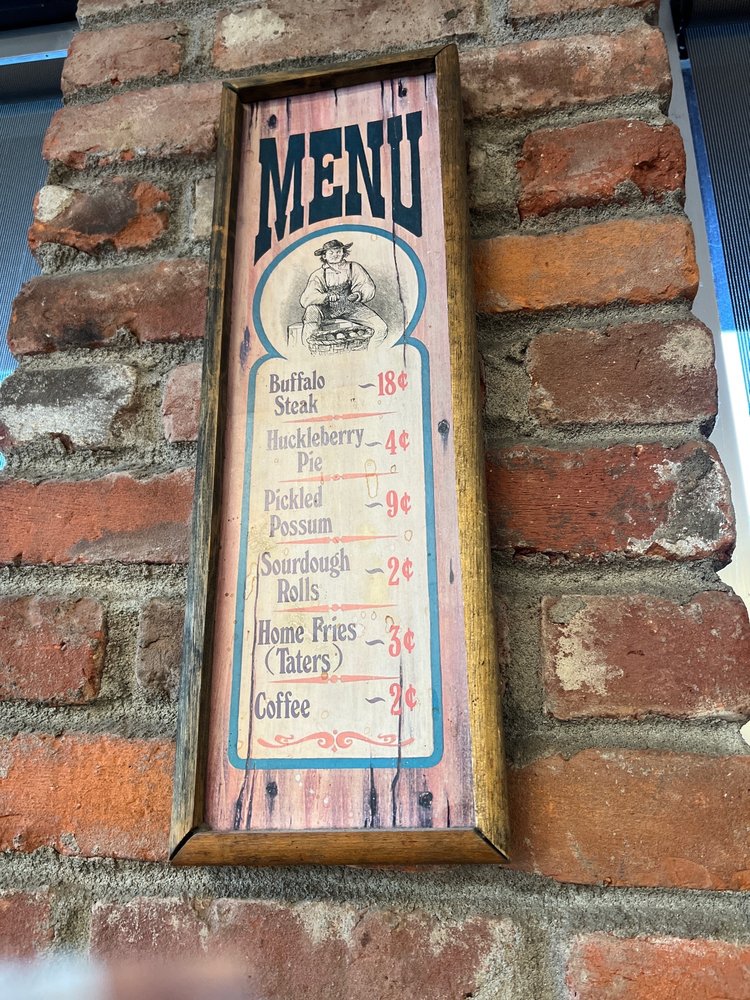 MENU
Buffalo
Steak ~18¢
Huckleberry ~4¢
Pie
Pickled ~9¢
Possum
Sourdough ~2¢
Rolls
Home Fries ~3¢
(Taters)
Coffee ~2¢